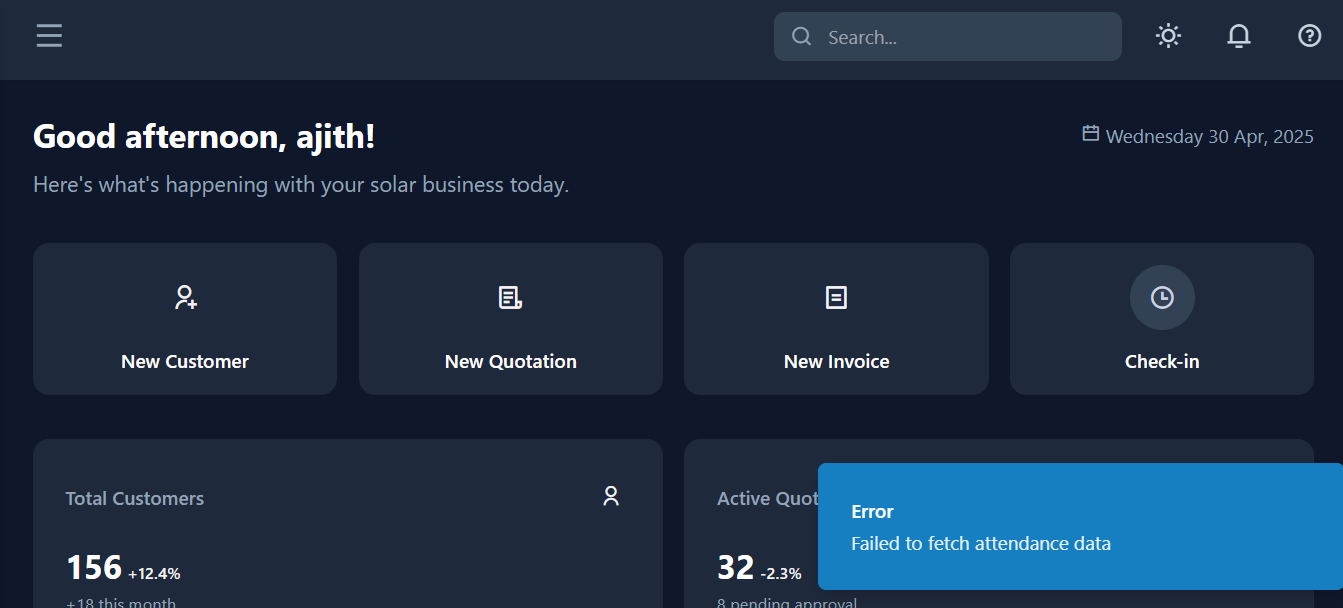 Search...
Good afternoon, ajith!
Wednesday 30 Apr, 2025
Here's what's happening with your solar business today.
New Customer
New Quotation
New Invoice
Check-in
Total Customers
Active Quot
Error
Failed to fetch attendance data
156 +12.4%
32 -2.3%
+18 this month
8 pending approval